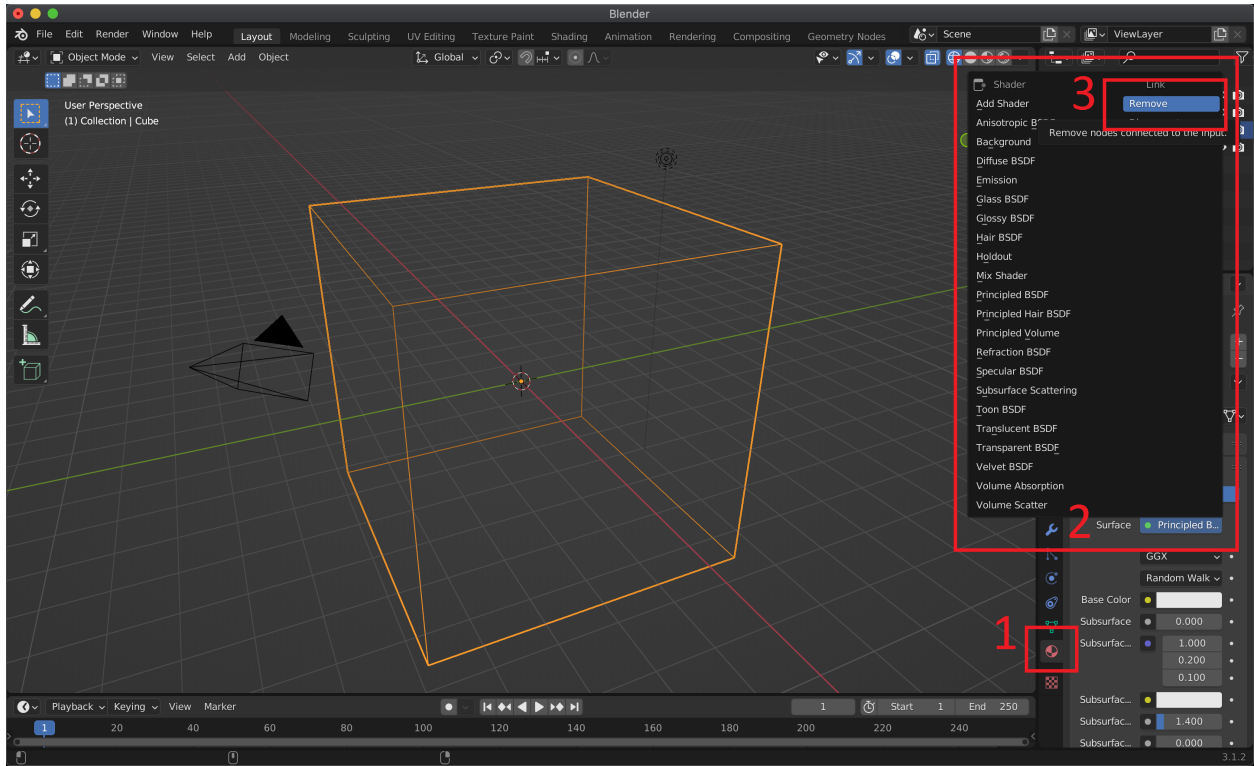 Blender
File Edit Render Window Help Layout Modeling Sculpting UV Editing Texture Paint Shading Animation Rendering Compositing Geometry Nodes Scene ViewLayer
Object Mode View Select Add Object Global
User Perspective
(1) Collection | Cube
Shader Link
3
Add Shader Remove
Anisotropic
Remove nodes connected to the input.
Background
Diffuse BSDF
Emission
Glass BSDF
Glossy BSDF
Hair BSDF
Holdout
Mix Shader
Principled BSDF
Principled Hair BSDF
Principled Volume
Refraction BSDF
Specular BSDF
Subsurface Scattering
Toon BSDF
Translucent BSDF
Transparent BSDF
Velvet BSDF
Volume Absorption
Volume Scatter
2
Surface Principled B...
GGX
Random Walk
Base Color
Subsurface 0.000
1
Subsurfac... 1.000
0.200
0.100
Subsurfac...
Subsurfac... 1.400
Subsurfac... 0.000
Playback Keying View Marker 1 Start 1 End 250
1 20 40 60 80 100 120 140 160 180 200 220 240
3.1.2